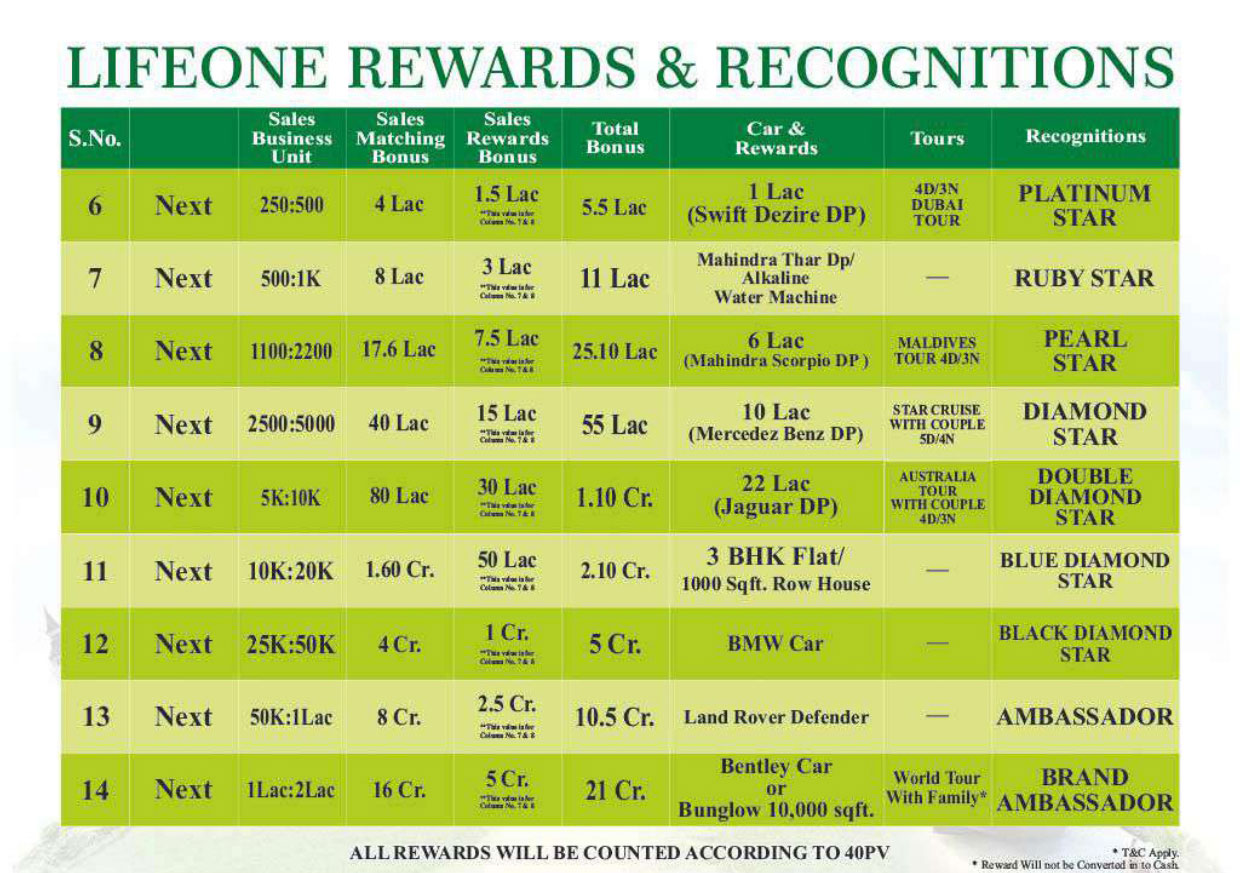 LIFEONE REWARDS & RECOGNITIONS
S.No.
Sales
Business
Unit
Sales
Matching
Bonus
Sales
Rewards
Bonus
Total
Bonus
Car &
Rewards
Tours
Recognitions
6
Next
250:500
4 Lac
1.5 Lac
**This value is for
Column No. 7 & 8
5.5 Lac
1 Lac
(Swift Dezire DP)
4D/3N
DUBAI
TOUR
PLATINUM
STAR
7
Next
500:1K
8 Lac
3 Lac
**This value is for
Column No. 7 & 8
11 Lac
Mahindra Thar Dp/
Alkaline
Water Machine
—
RUBY STAR
8
Next
1100:2200
17.6 Lac
7.5 Lac
**This value is for
Column No. 7 & 8
25.10 Lac
6 Lac
(Mahindra Scorpio DP )
MALDIVES
TOUR 4D/3N
PEARL
STAR
9
Next
2500:5000
40 Lac
15 Lac
**This value is for
Column No. 7 & 8
55 Lac
10 Lac
(Mercedez Benz DP)
STAR CRUISE
WITH COUPLE
5D/4N
DIAMOND
STAR
10
Next
5K:10K
80 Lac
30 Lac
**This value is for
Column No. 7 & 8
1.10 Cr.
22 Lac
(Jaguar DP)
AUSTRALIA
TOUR
WITH COUPLE
4D/3N
DOUBLE
DIAMOND
STAR
11
Next
10K:20K
1.60 Cr.
50 Lac
**This value is for
Column No. 7 & 8
2.10 Cr.
3 BHK Flat/
1000 Sqft. Row House
—
BLUE DIAMOND
STAR
12
Next
25K:50K
4 Cr.
1 Cr.
**This value is for
Column No. 7 & 8
5 Cr.
BMW Car
—
BLACK DIAMOND
STAR
13
Next
50K:1Lac
8 Cr.
2.5 Cr.
**This value is for
Column No. 7 & 8
10.5 Cr.
Land Rover Defender
—
AMBASSADOR
14
Next
1Lac:2Lac
16 Cr.
5 Cr.
**This value is for
Column No. 7 & 8
21 Cr.
Bentley Car
or
Bunglow 10,000 sqft.
World Tour
With Family*
BRAND
AMBASSADOR
ALL REWARDS WILL BE COUNTED ACCORDING TO 40PV
* T&C Apply.
* Reward Will not be Converted in to Cash.